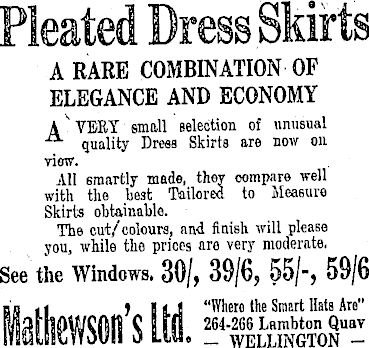 Pleated Dress Skirts
A RARE COMBINATION OF
ELEGANCE AND ECONOMY
A VERY small selection of unusual
quality Dress Skirts are now on
view.
All smartly made, they compare well
with the best Tailored to Measure
Skirts obtainable.
The cut, colours, and finish will please
you, while the prices are very moderate.
See the Windows. 30/, 39/6, 55/-, 59/6
Mathewson's Ltd.
"Where the Smart Hats Are"
264-266 Lambton Quay
— WELLINGTON —